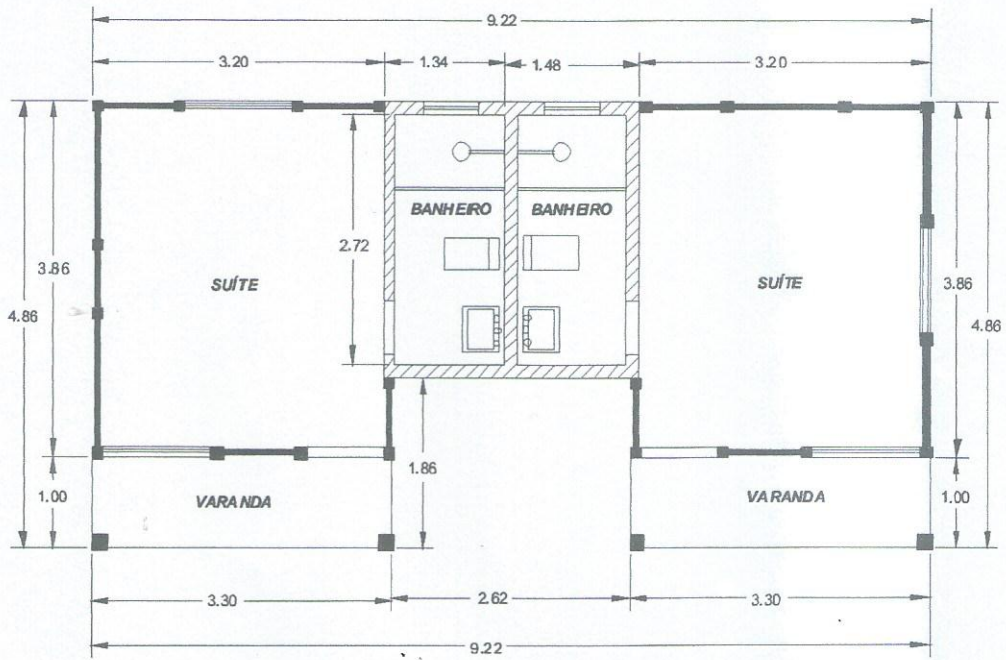 9.22
3.20 1.34 1.48 3.20
BANHEIRO BANHEIRO
2.72
3.86 3.86
SUÍTE SUÍTE
4.86 4.86
1.86
1.00 VARANDA VARANDA 1.00
3.30 2.62 3.30
9.22